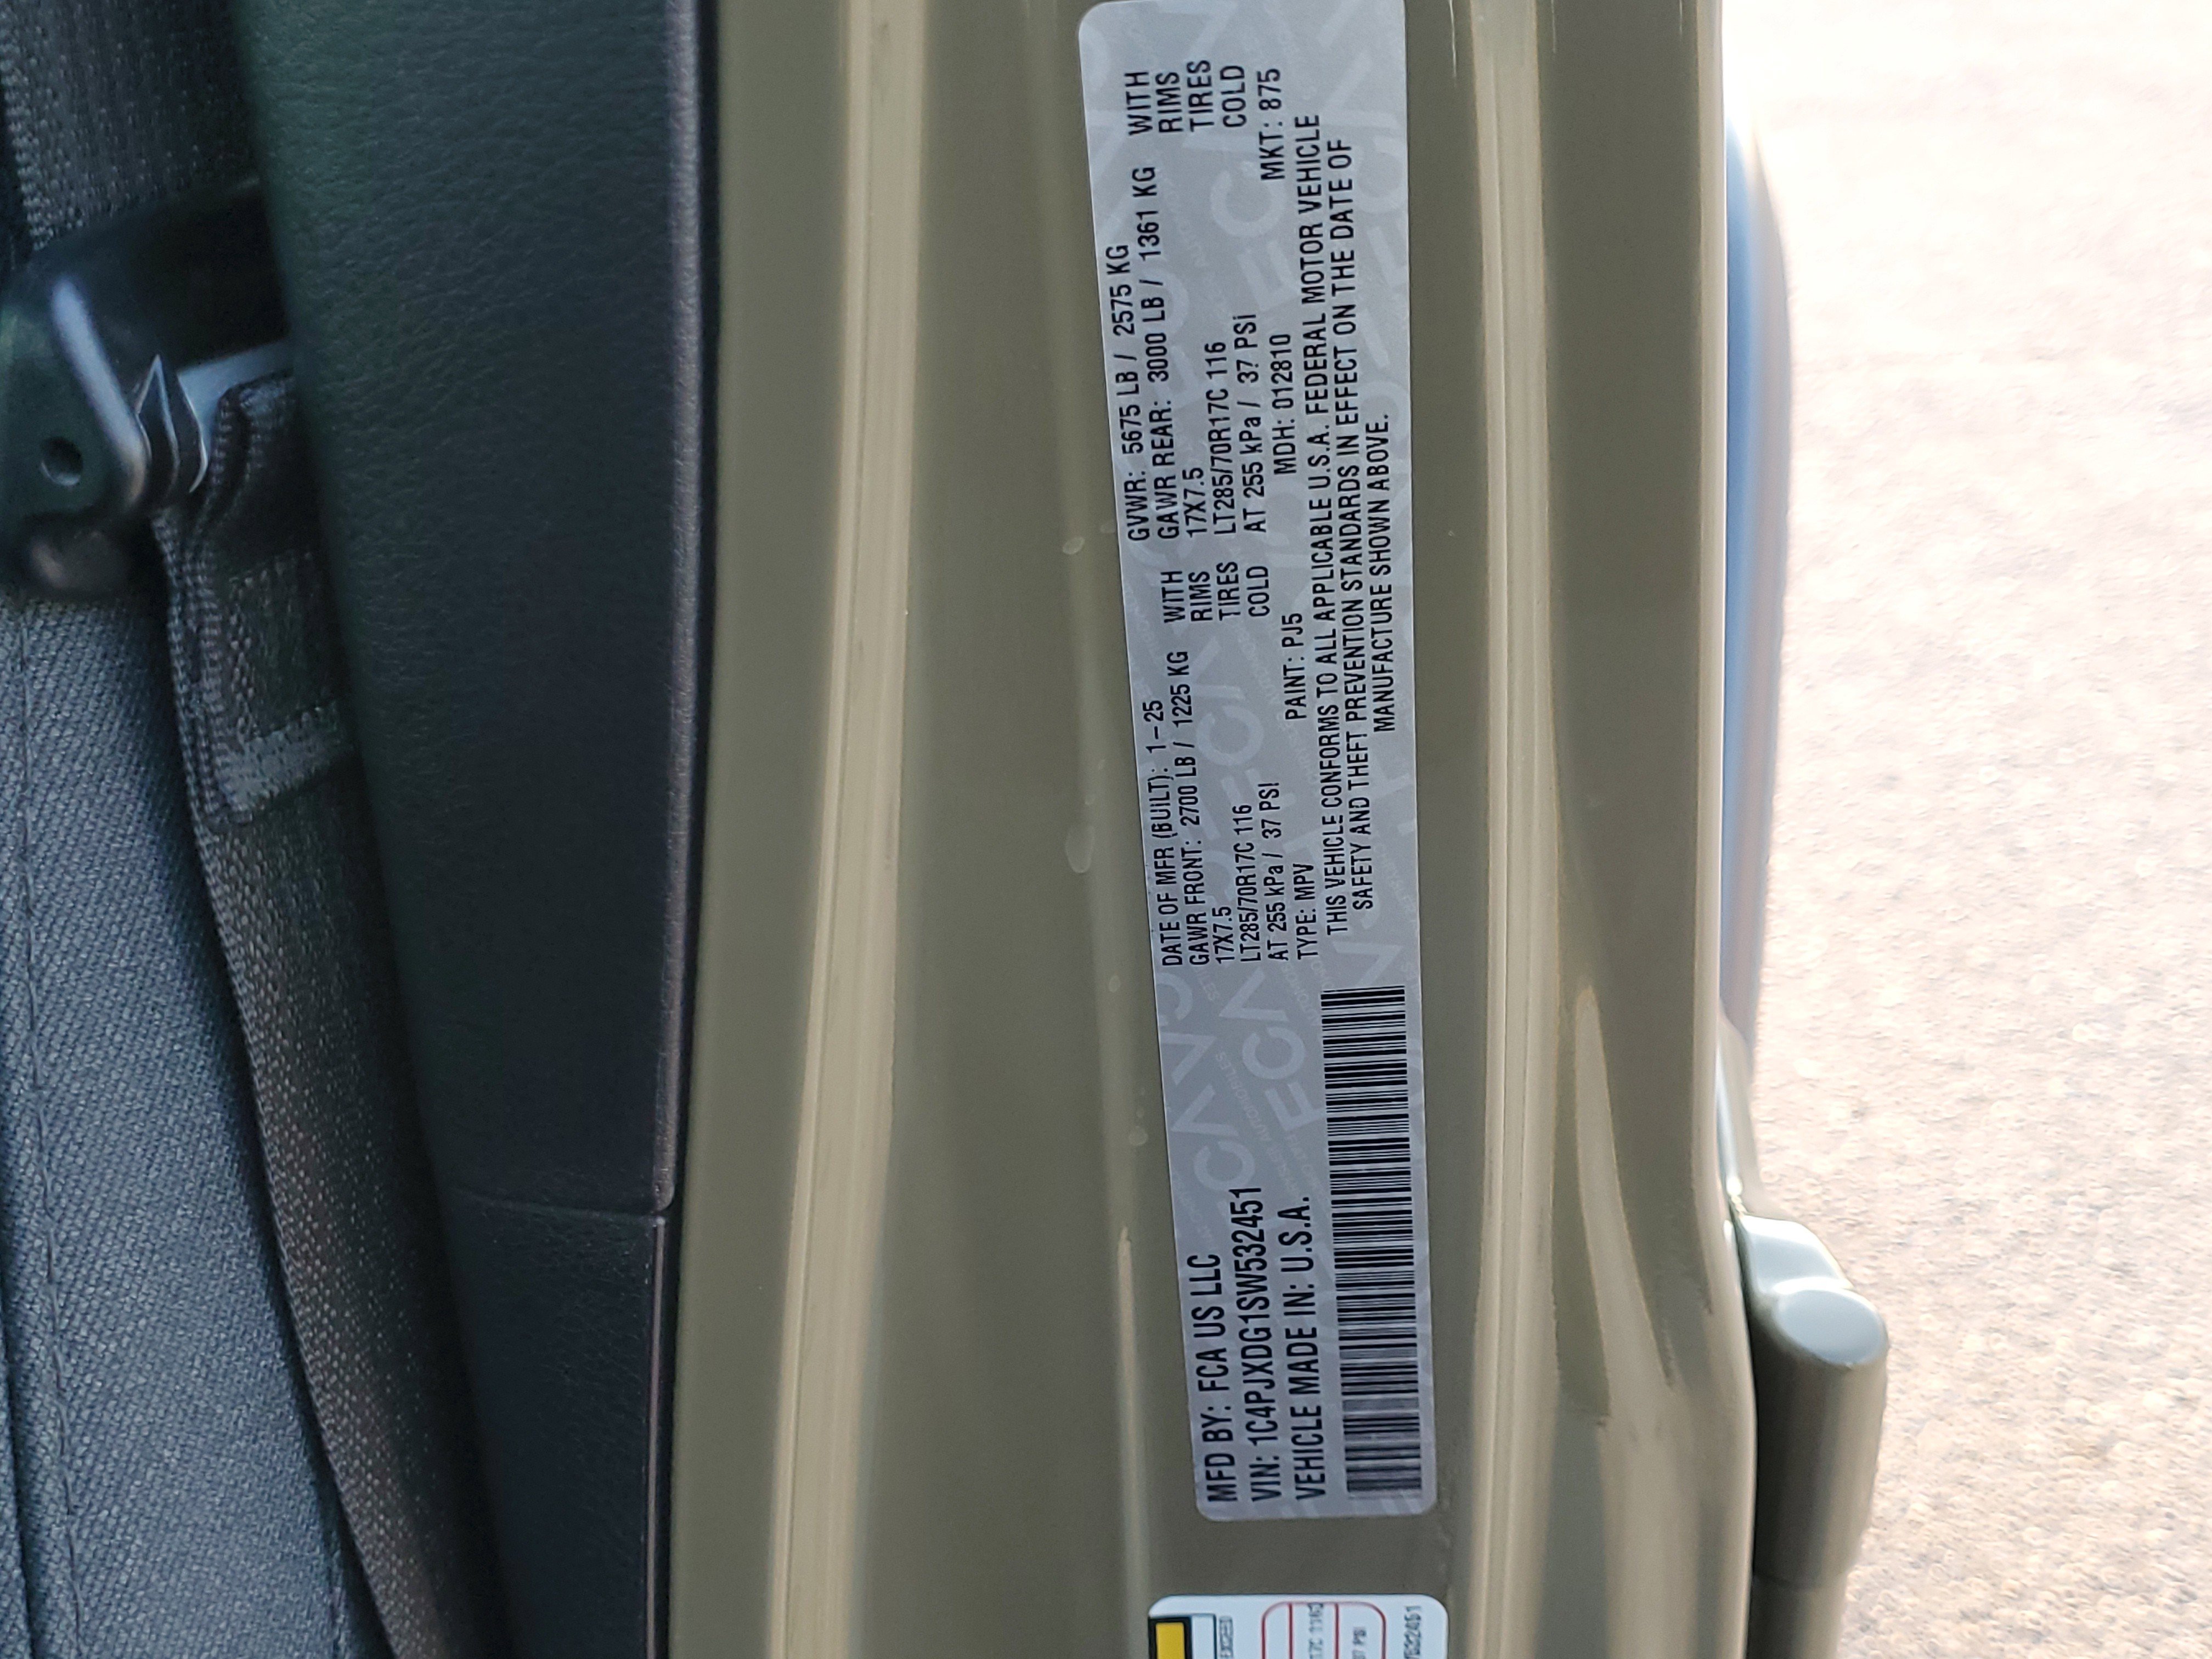 MFD BY: FCA US LLC
VIN: 1C4PJXDG1SW532451
VEHICLE MADE IN: U.S.A.
DATE OF MFR (BUILT): 1-25 GVWR: 5675 LB / 2575 KG
GAWR FRONT: 2700 LB / 1225 KG WITH GAWR REAR: 3000 LB / 1361 KG WITH
17X7.5 RIMS 17X7.5 RIMS
LT285/70R17C 116 TIRES LT285/70R17C 116 TIRES
AT 255 kPa / 37 PSI COLD AT 255 kPa / 37 PSi COLD
TYPE: MPV PAINT: PJ5 MDH: 012810 MKT: 875
THIS VEHICLE CONFORMS TO ALL APPLICABLE U.S.A. FEDERAL MOTOR VEHICLE
SAFETY AND THEFT PREVENTION STANDARDS IN EFFECT ON THE DATE OF
MANUFACTURE SHOWN ABOVE.
EXCEED